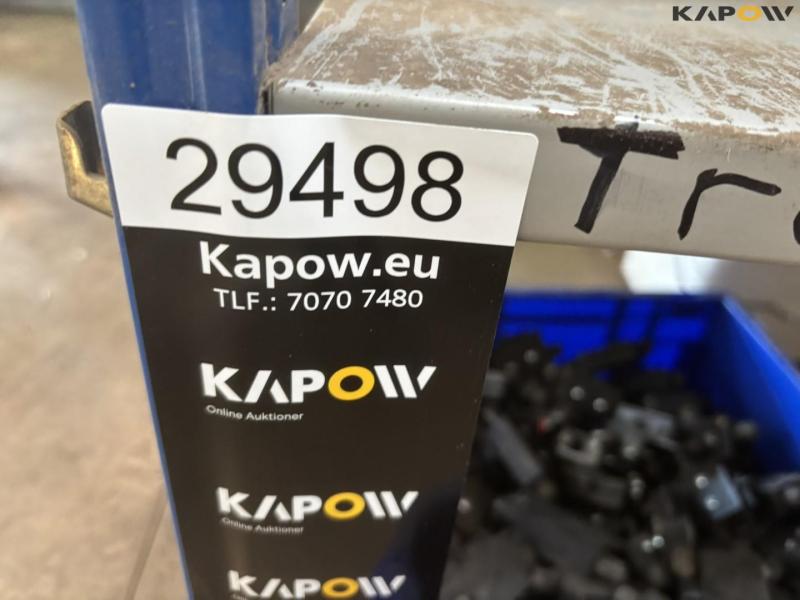 KAPOW
29498
Kapow.eu
TLF.: 7070 7480
KAPOW
Online Auktioner
KAPOW
Online Auktioner
KAPOW